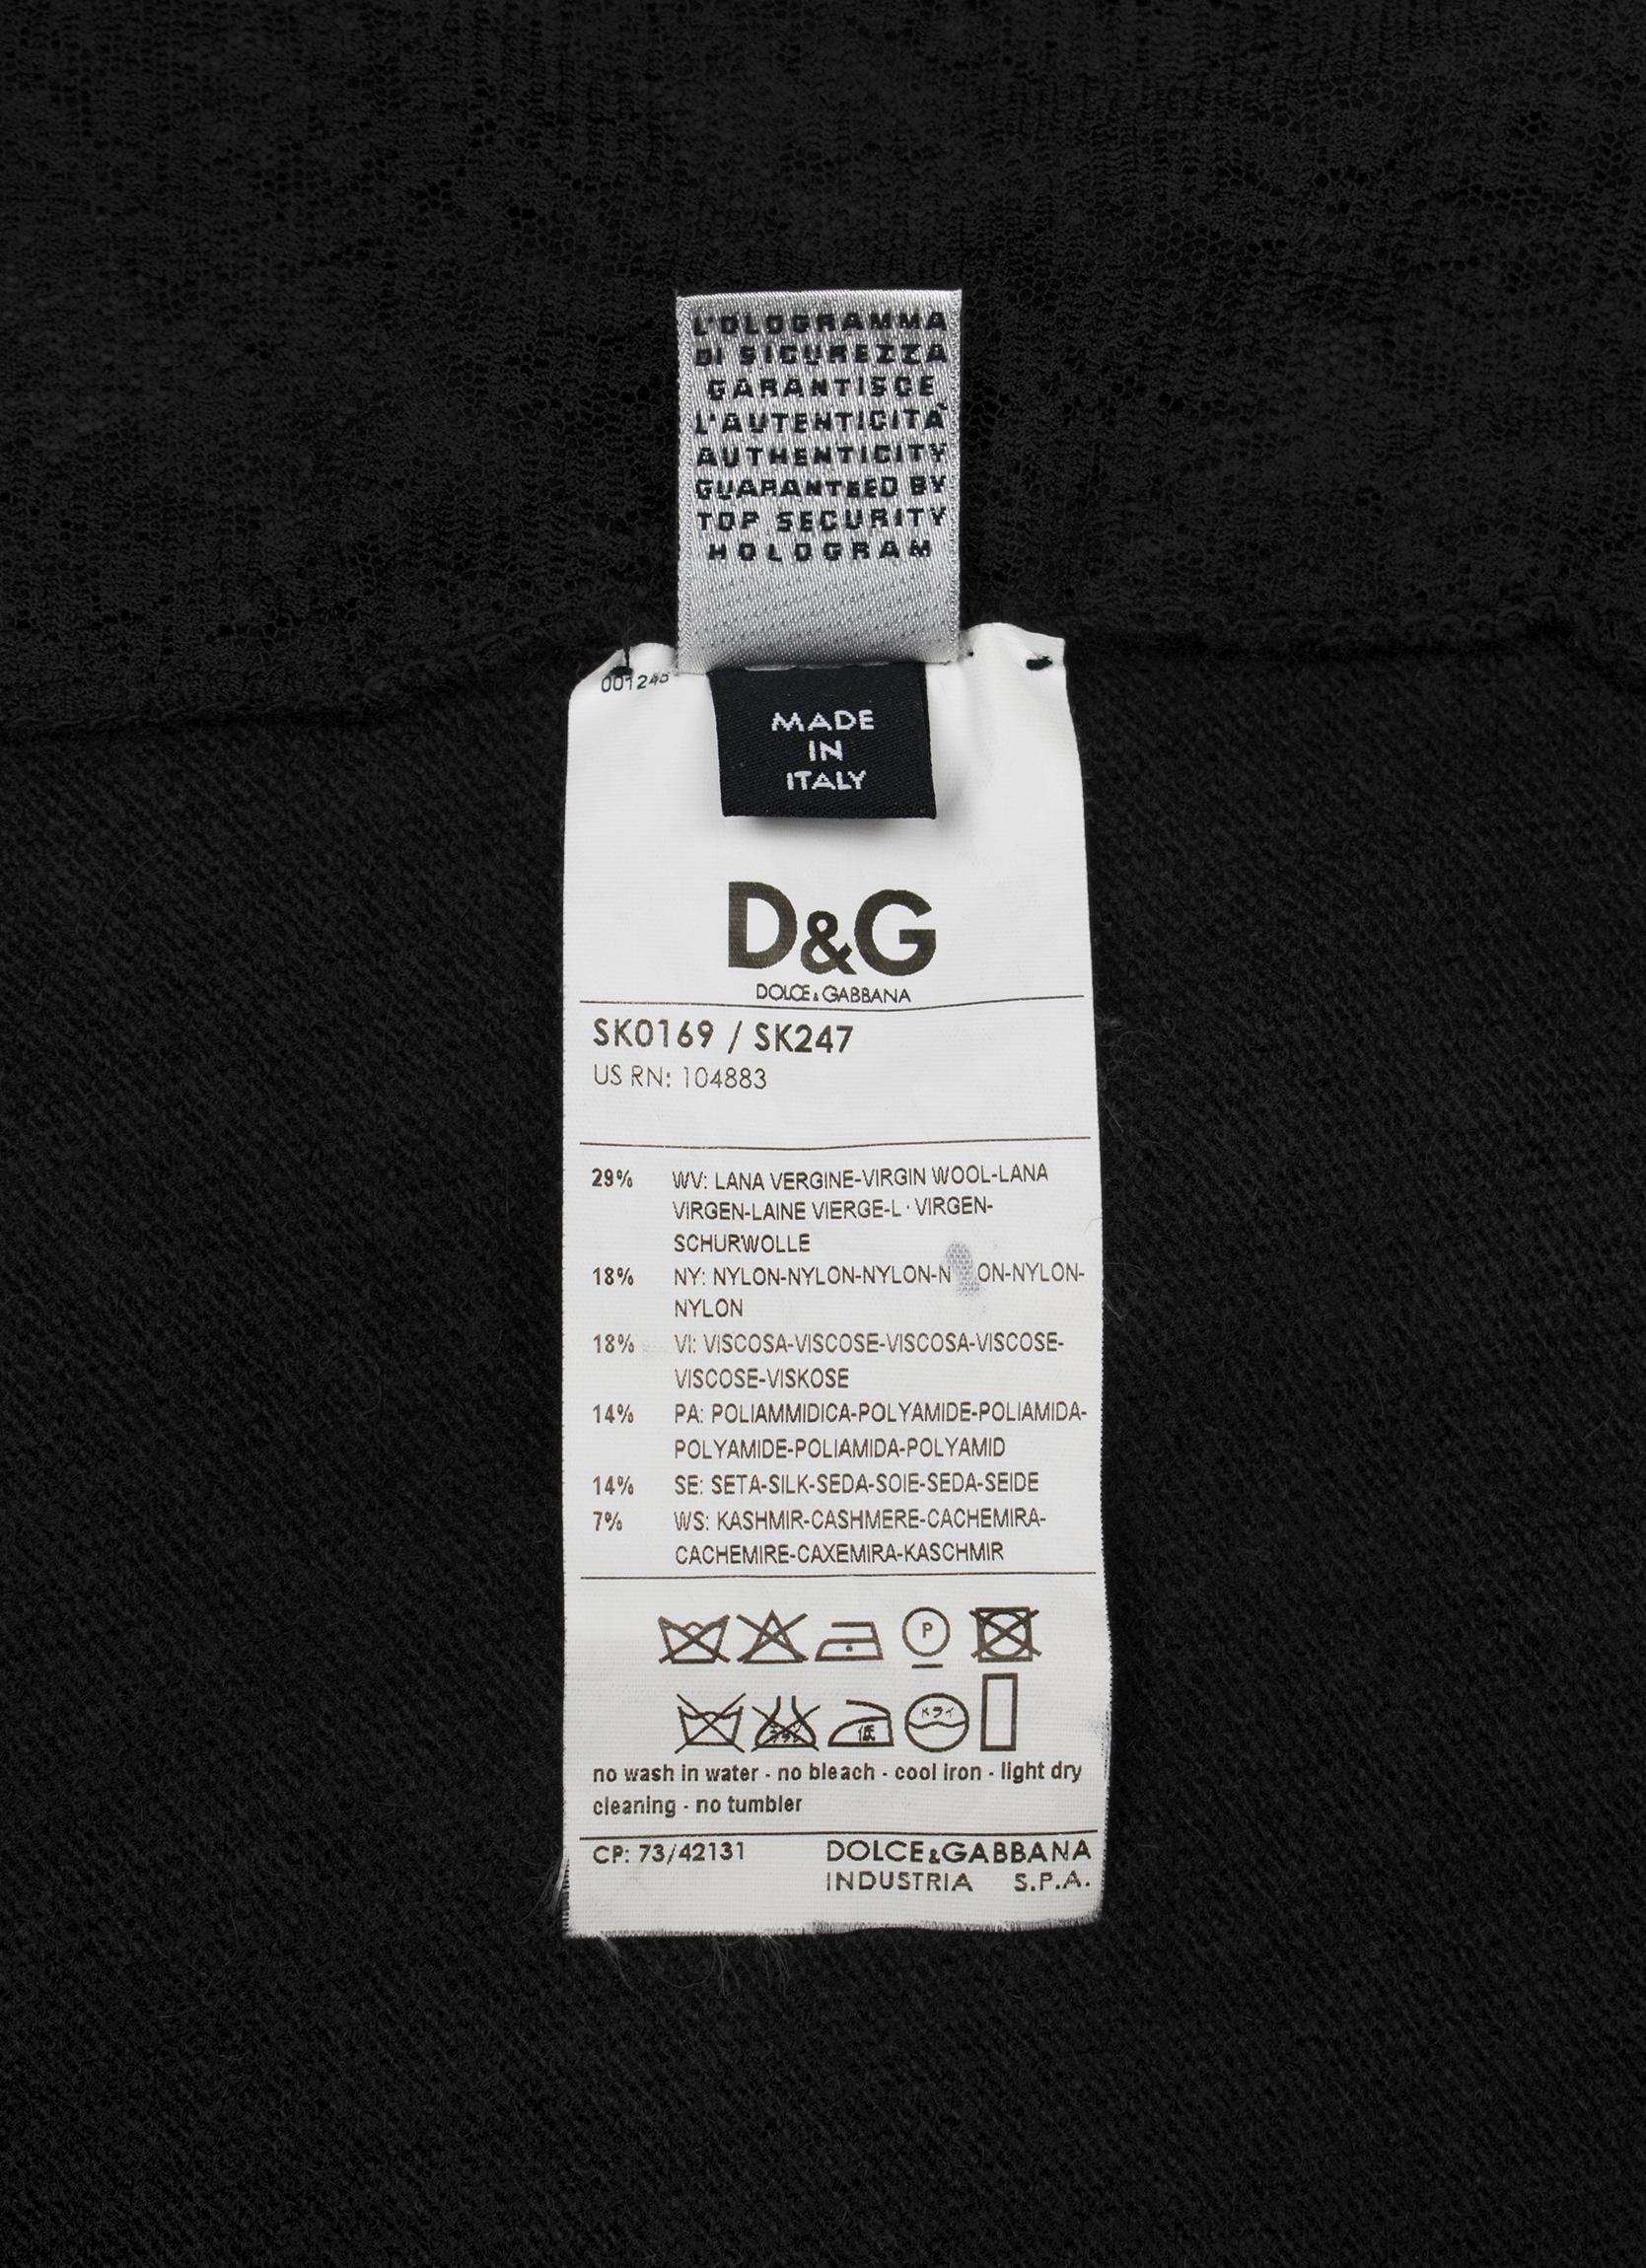 L'OLOGRAMMA
DI SICUREZZA
GARANTISCE
L'AUTENTICITÀ
AUTHENTICITY
GUARANTEED BY
TOP SECURITY
HOLOGRAM
MADE
IN
ITALY
D&G
DOLCE & GABBANA
SK0169 / SK247
US RN: 104883
29% WV: LANA VERGINE-VIRGIN WOOL-LANA
VIRGEN-LAINE VIERGE-L · VIRGEN-
SCHURWOLLE
18% NY: NYLON-NYLON-NYLON-N ON-NYLON-
NYLON
18% VI: VISCOSA-VISCOSE-VISCOSA-VISCOSE-
VISCOSE-VISKOSE
14% PA: POLIAMMIDICA-POLYAMIDE-POLIAMIDA-
POLYAMIDE-POLIAMIDA-POLYAMID
14% SE: SETA-SILK-SEDA-SOIE-SEDA-SEIDE
7% WS: KASHMIR-CASHMERE-CACHEMIRA-
CACHEMIRE-CAXEMIRA-KASCHMIR
P
低 ドライ
no wash in water - no bleach - cool iron - light dry
cleaning - no tumbler
CP: 73/42131 DOLCE&GABBANA
INDUSTRIA S.P.A.